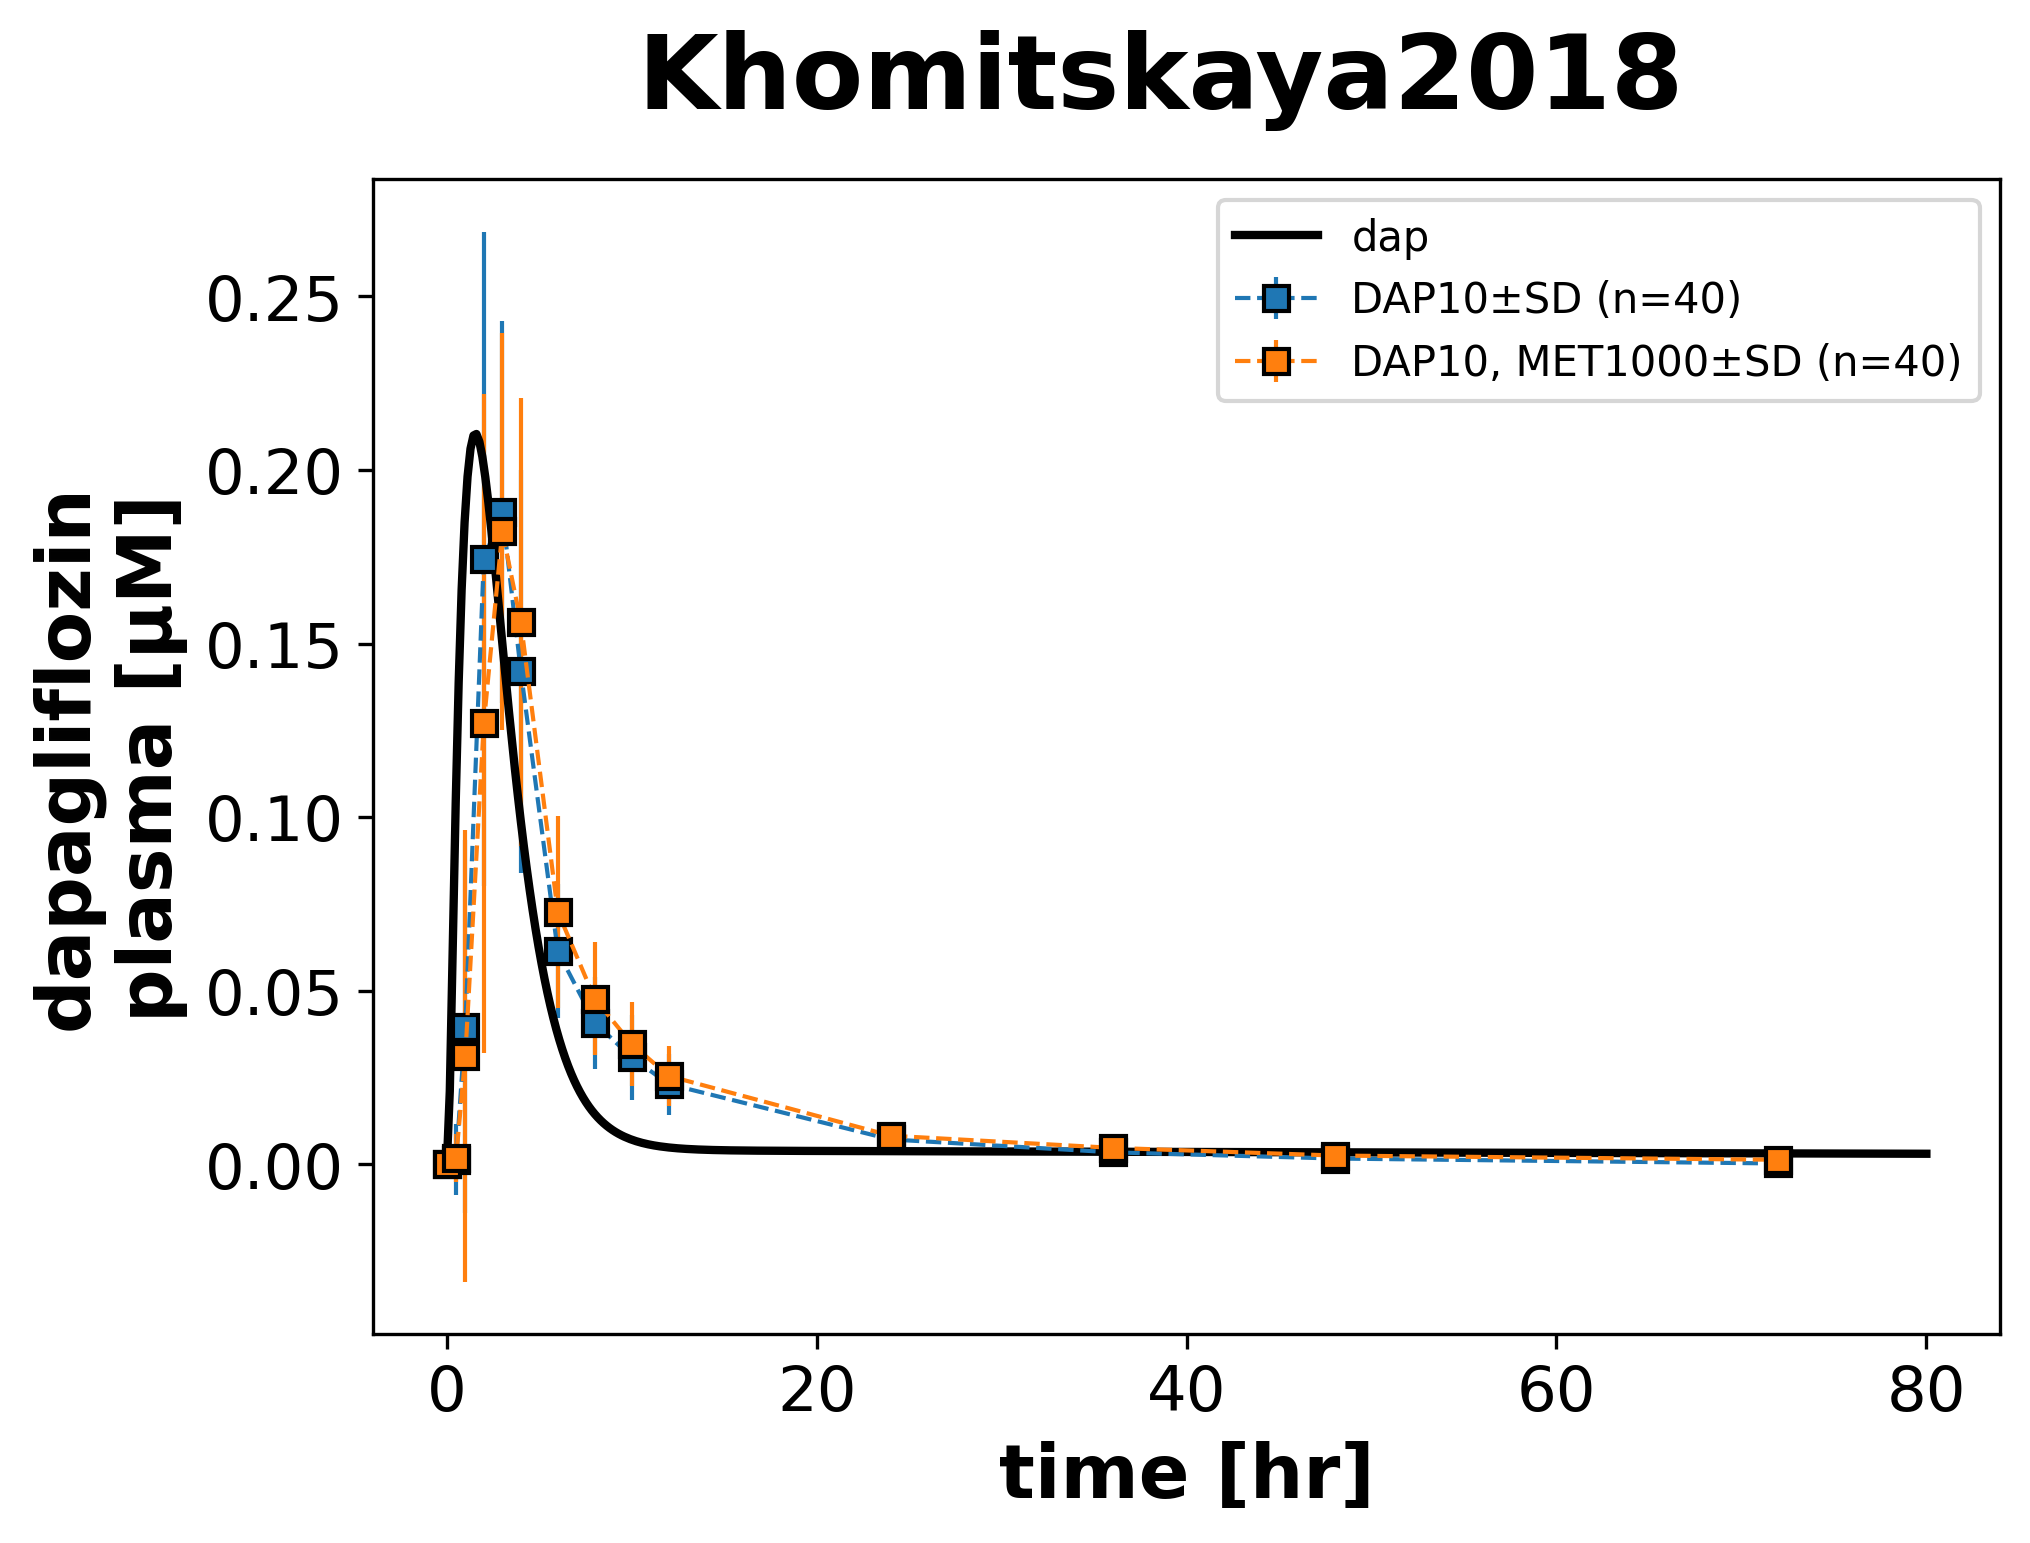 Khomitskaya2018
dap
DAP10±SD (n=40)
DAP10, MET1000±SD (n=40)
dapagliflozin
plasma [µM]
0.25
0.20
0.15
0.10
0.05
0.00
0 20 40 60 80
time [hr]